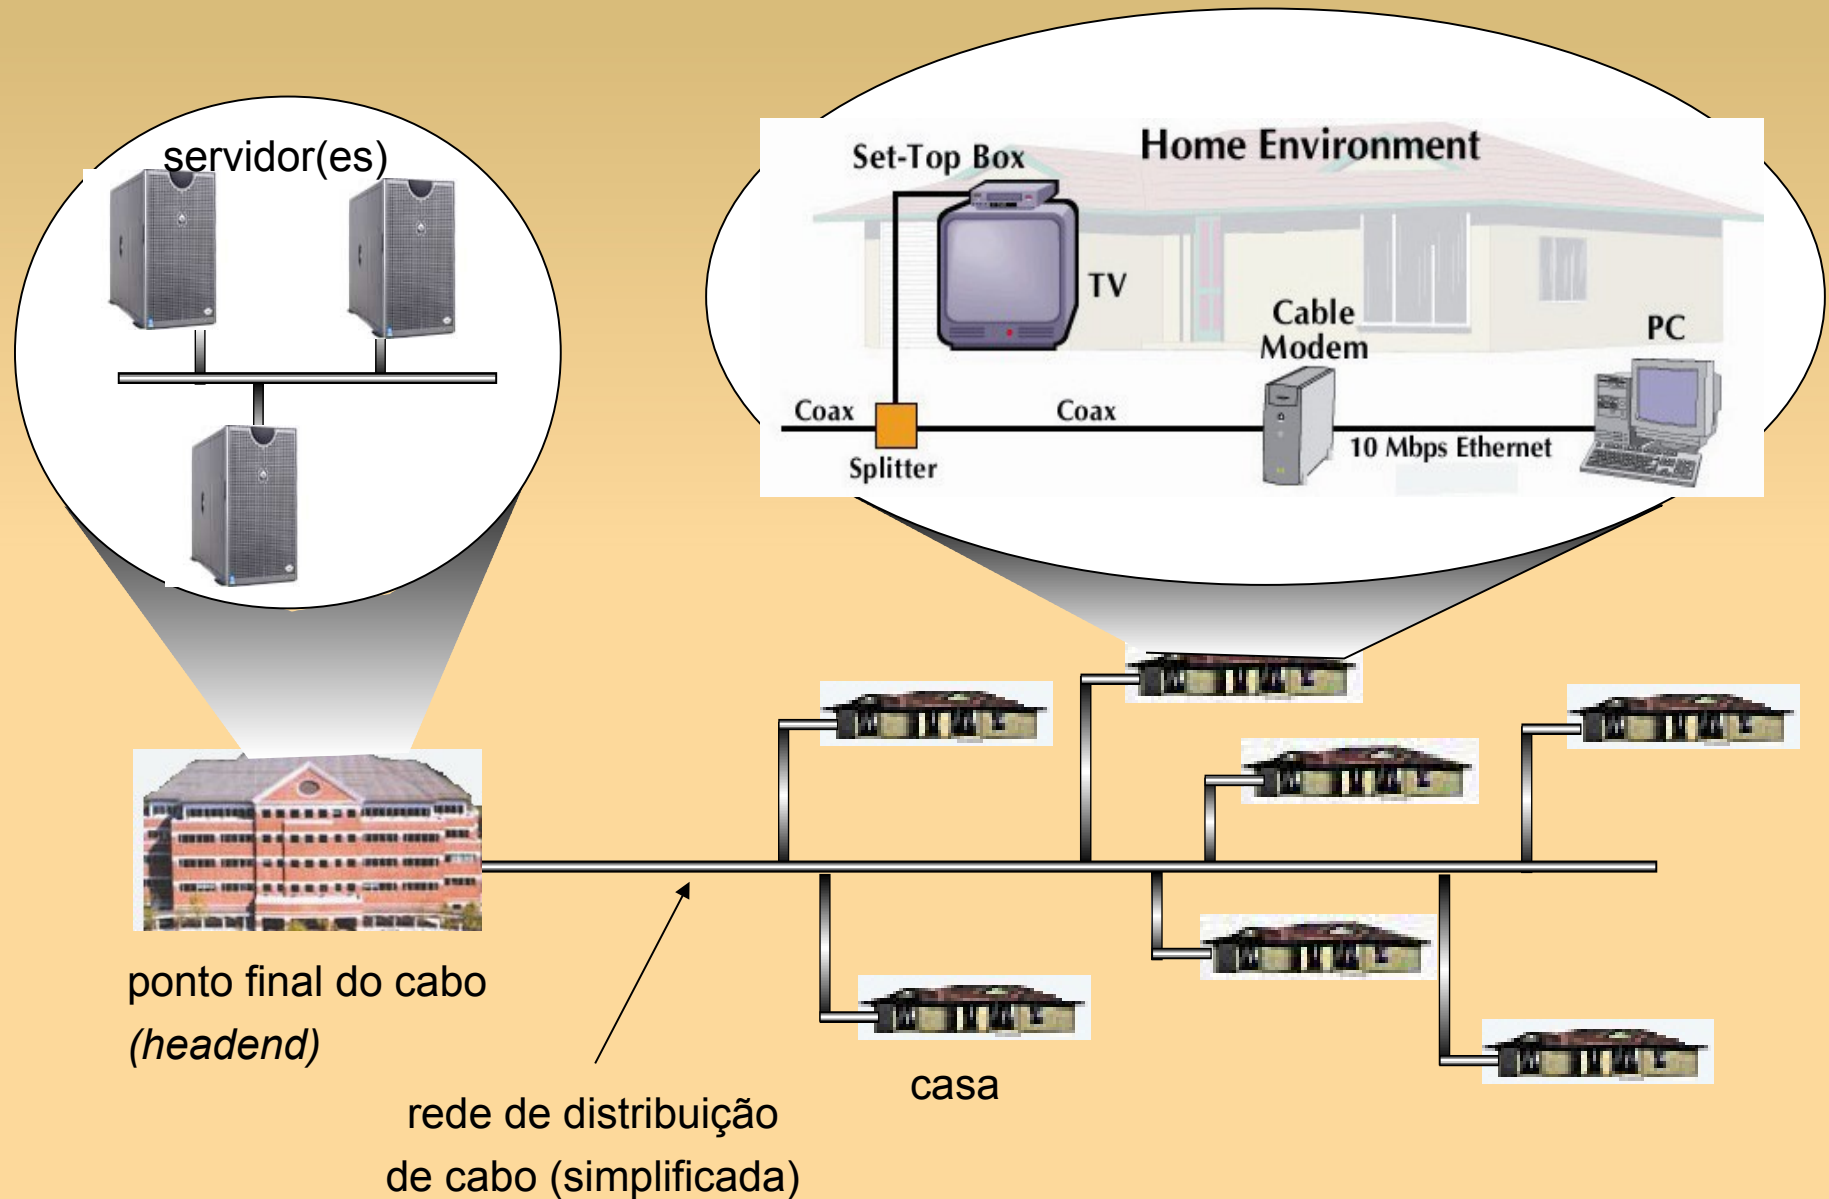 servidor(es)
Home Environment
Set-Top Box
TV
Cable
Modem
PC
Coax
Coax
10 Mbps Ethernet
Splitter
ponto final do cabo
(headend)
casa
rede de distribuição
de cabo (simplificada)